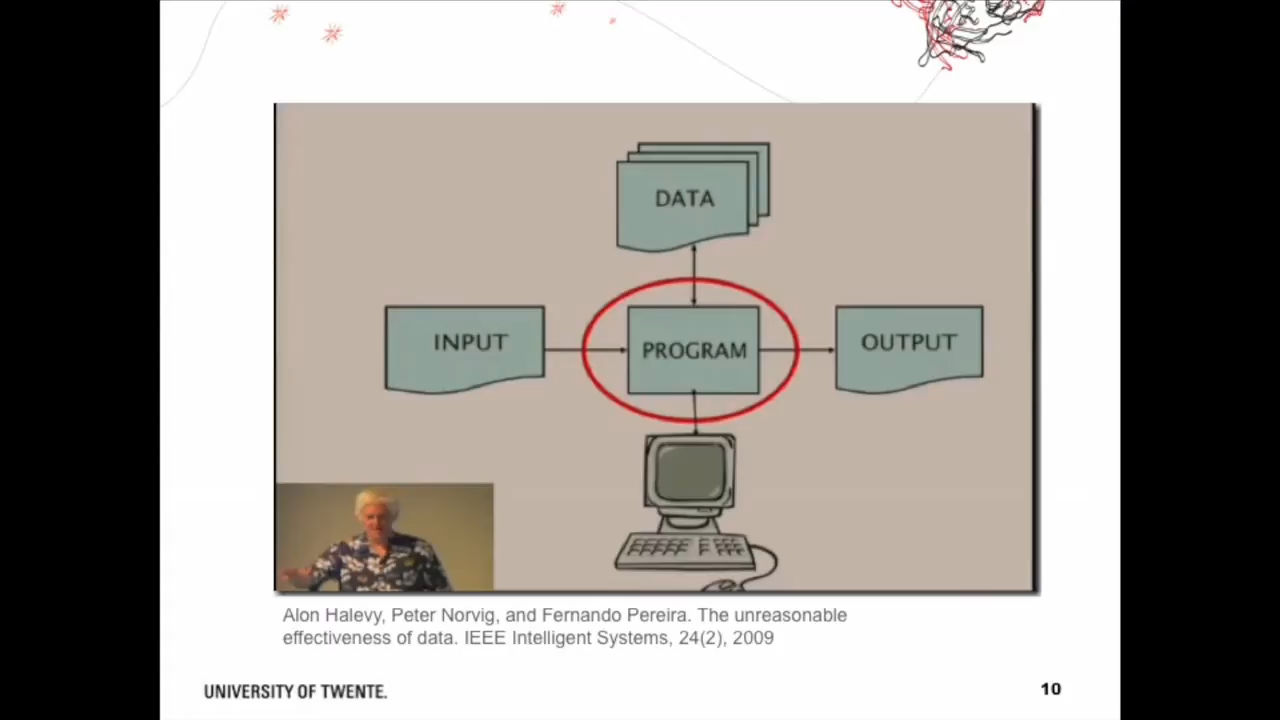 DATA
INPUT
PROGRAM
OUTPUT
Alon Halevy, Peter Norvig, and Fernando Pereira. The unreasonable
effectiveness of data. IEEE Intelligent Systems, 24(2), 2009
UNIVERSITY OF TWENTE.
10